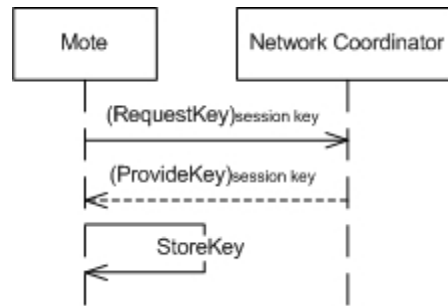 Mote
Network Coordinator
(RequestKey)session key
(ProvideKey)session key
StoreKey